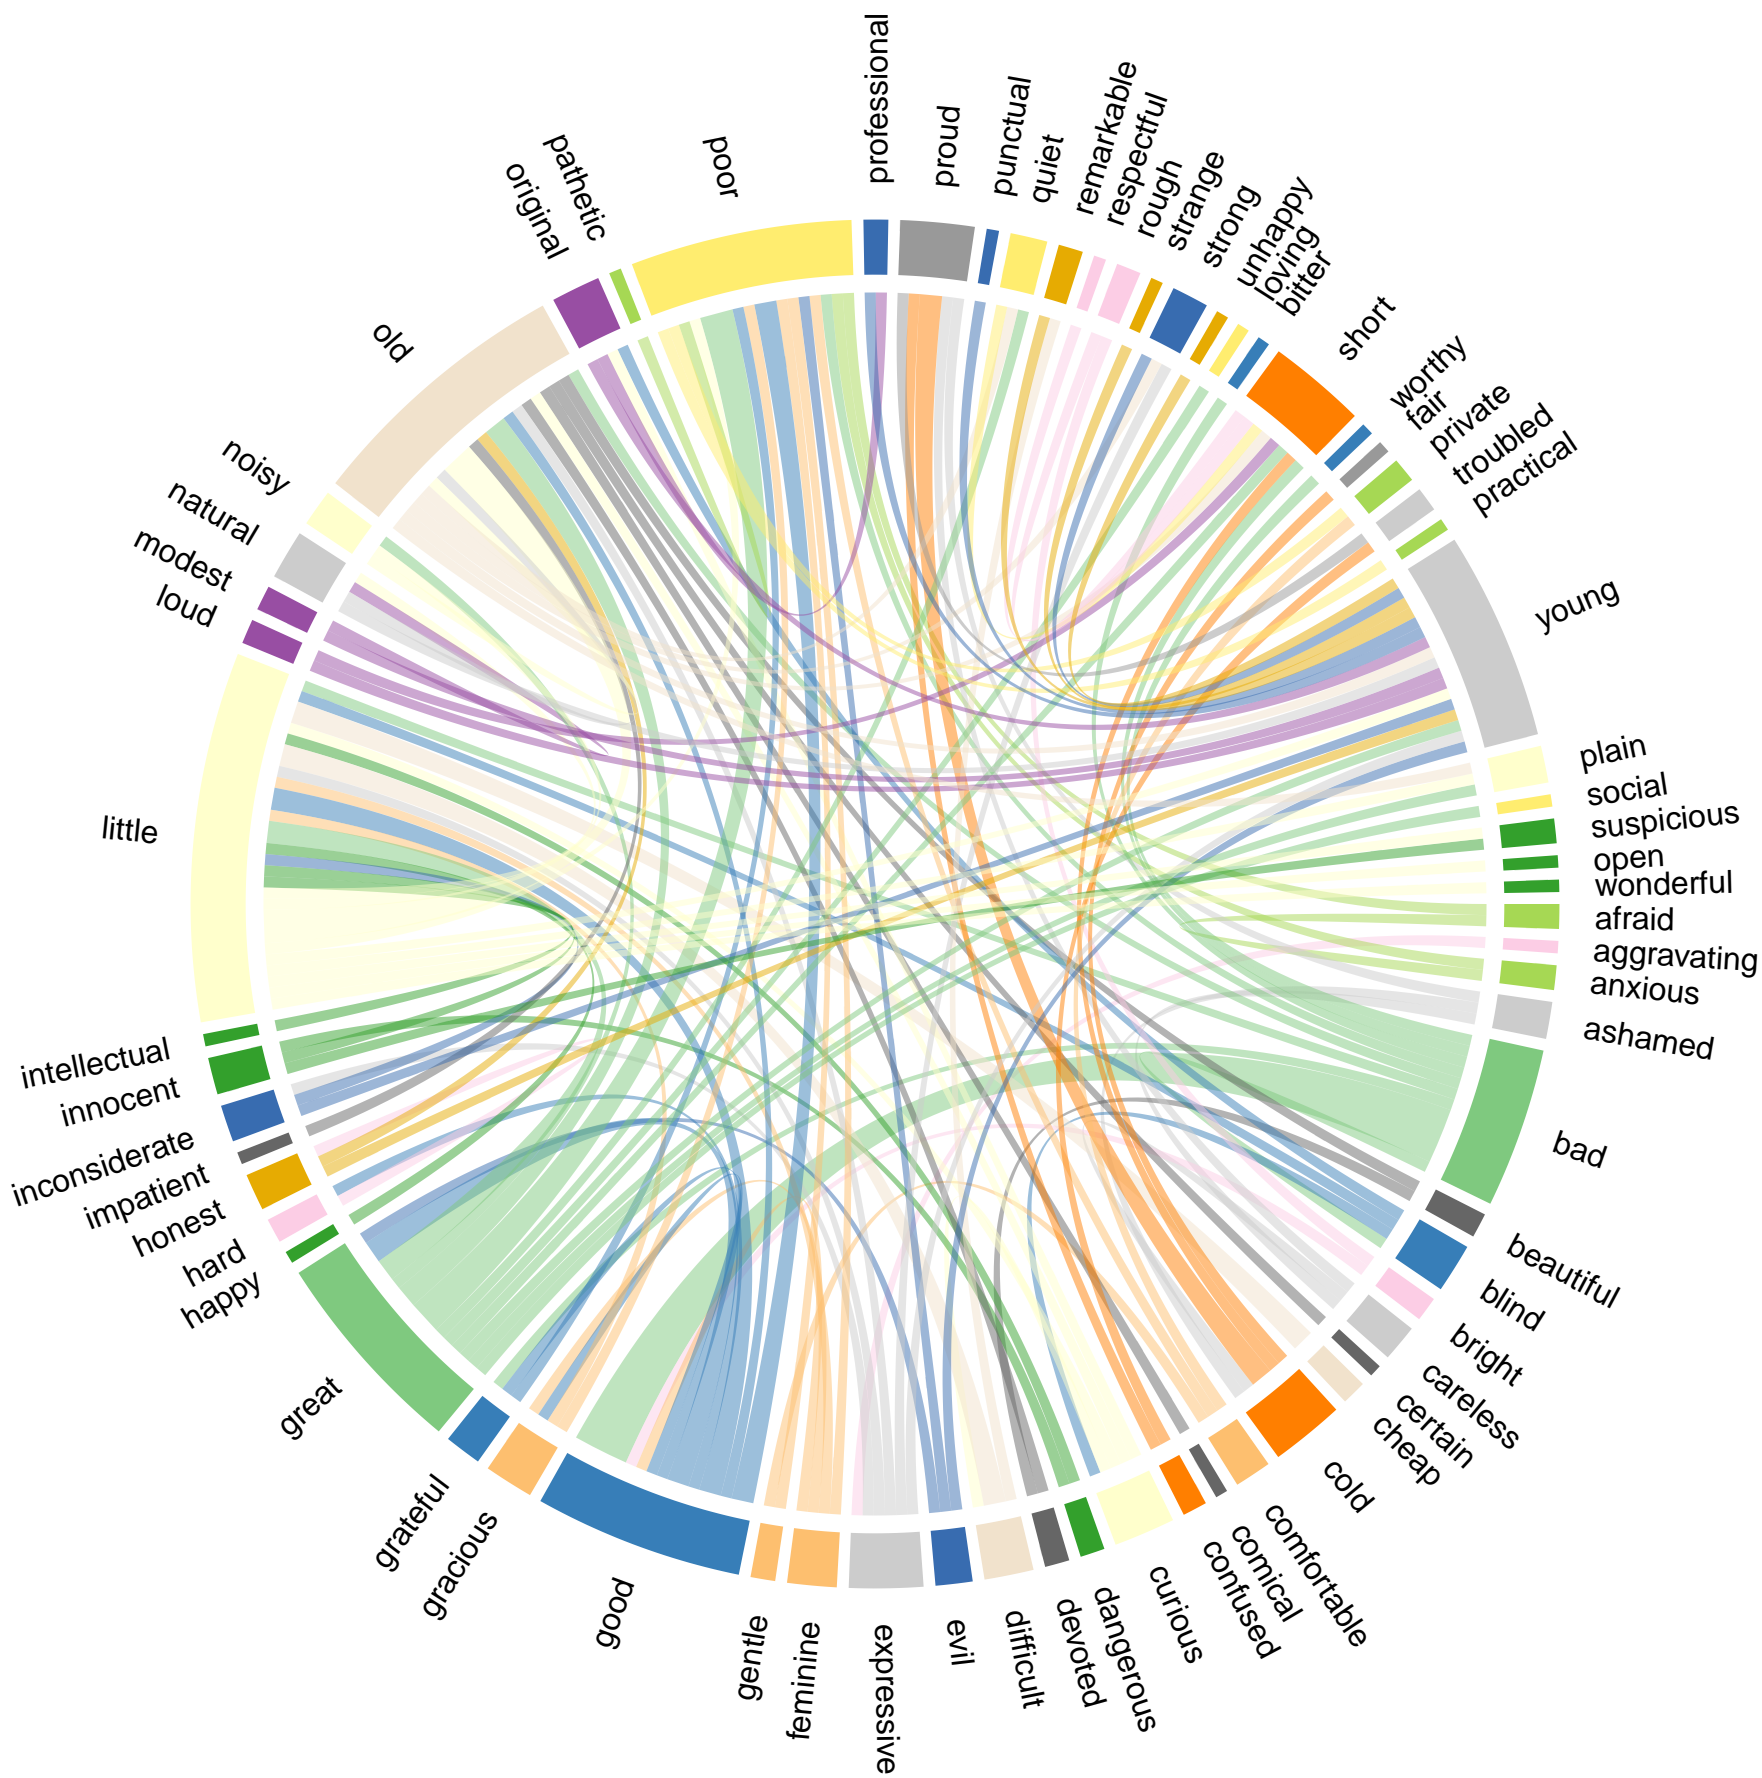 professional
proud
punctual
quiet
remarkable
respectful
rough
strange
strong
unhappy
loving
bitter
short
worthy
fair
private
troubled
practical
young
plain
social
suspicious
open
wonderful
afraid
aggravating
anxious
ashamed
bad
beautiful
blind
bright
careless
certain
cheap
cold
comfortable
comical
confused
curious
dangerous
devoted
difficult
evil
expressive
feminine
gentle
good
gracious
grateful
great
happy
hard
honest
impatient
inconsiderate
innocent
intellectual
little
loud
modest
natural
noisy
old
original
pathetic
poor